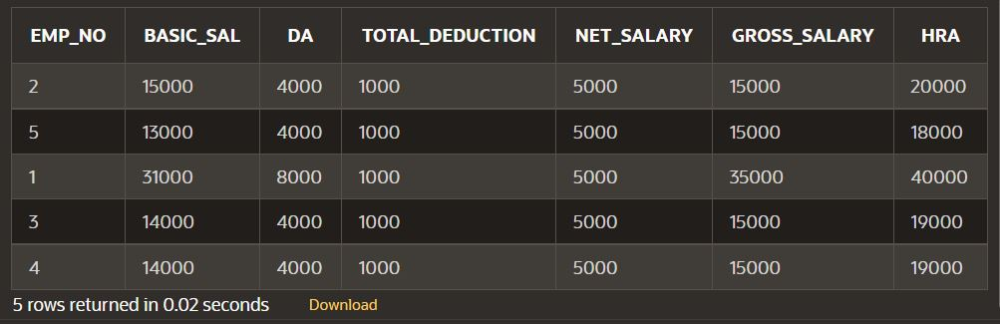 EMP_NO BASIC_SAL DA TOTAL_DEDUCTION NET_SALARY GROSS_SALARY HRA
2 15000 4000 1000 5000 15000 20000
5 13000 4000 1000 5000 15000 18000
1 31000 8000 1000 5000 35000 40000
3 14000 4000 1000 5000 15000 19000
4 14000 4000 1000 5000 15000 19000
5 rows returned in 0.02 seconds Download